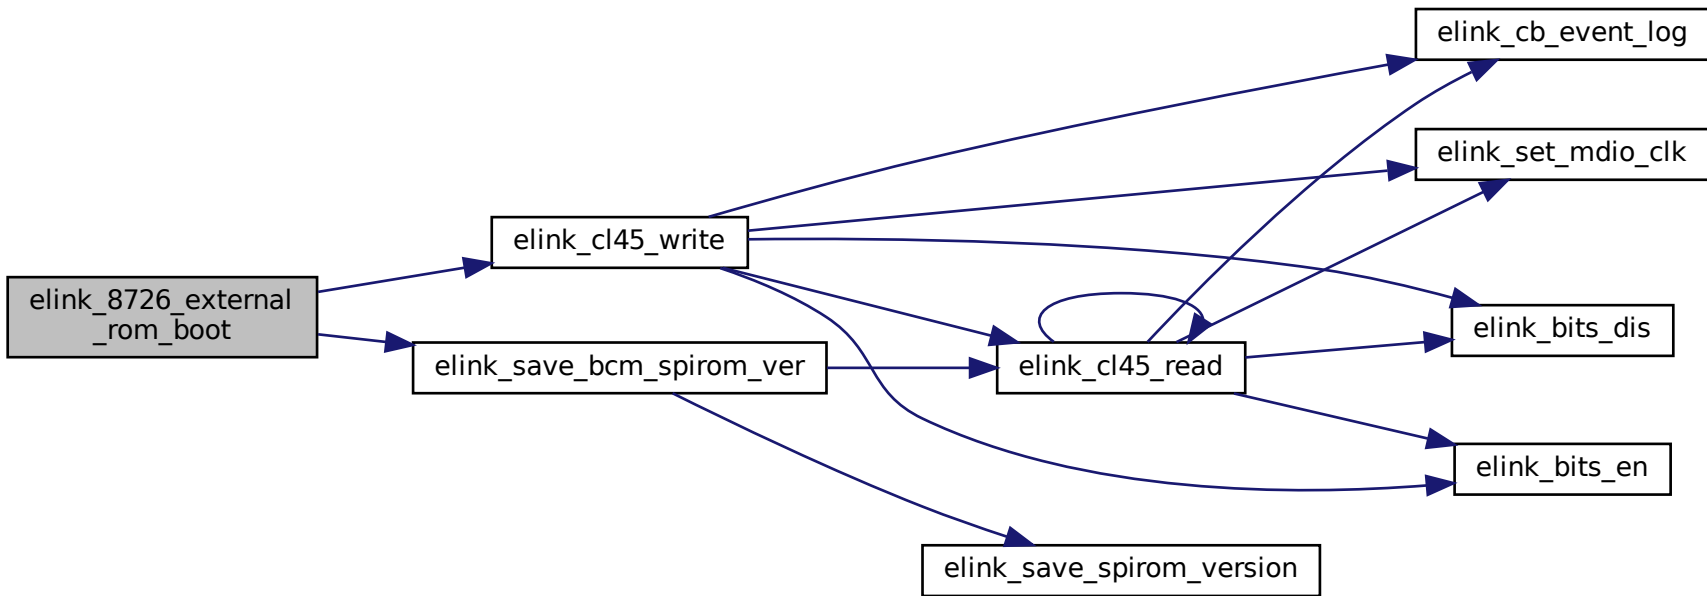 elink_8726_external
_rom_boot
elink_cl45_write
elink_save_bcm_spirom_ver
elink_cl45_read
elink_save_spirom_version
elink_cb_event_log
elink_set_mdio_clk
elink_bits_dis
elink_bits_en